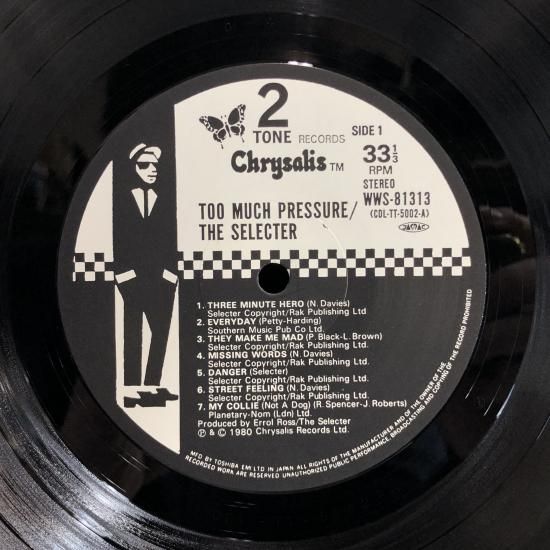 2
TONE RECORDS
SIDE 1
Chrysalis TM
33 1/3
RPM
STEREO
WWS-81313
(CDL-TT-5002-A)
JASRAC
TOO MUCH PRESSURE/
THE SELECTER
1. THREE MINUTE HERO (N. Davies)
Selecter Copyright/Rak Publishing Ltd
2. EVERYDAY (Petty-Harding)
Southern Music Pub Co Ltd.
3. THEY MAKE ME MAD (P. Black-L. Brown)
Selecter Copyright/Rak Publishing Ltd.
4. MISSING WORDS (N. Davies)
Selecter Copyright/Rak Publishing Ltd.
5. DANGER (Selecter)
Selecter Copyright/Rak Publishing Ltd.
6. STREET FEELING (N. Davies)
Selecter Copyright/Rak Publishing Ltd.
7. MY COLLIE (Not A Dog) (R. Spencer-J. Roberts)
Planetary-Nom (Ldn) Ltd.
Produced by Errol Ross/The Selecter
℗ & © 1980 Chrysalis Records Ltd.
MFD BY TOSHIBA EMI LTD IN JAPAN ALL RIGHTS OF THE MANUFACTURER AND OF THE OWNER OF THE
RECORDED WORK ARE RESERVED UNAUTHORIZED PUBLIC PERFORMANCE, BROADCASTING AND COPYING OF THE RECORD PROHIBITED